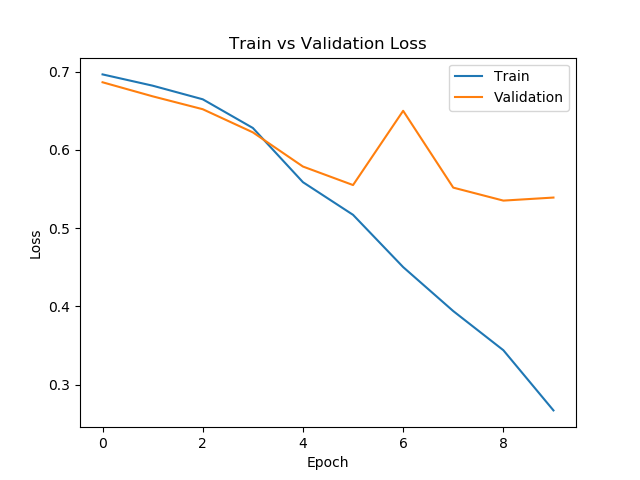 Train vs Validation Loss
Train
Validation
0.7
0.6
0.5
0.4
0.3
Loss
0 2 4 6 8
Epoch